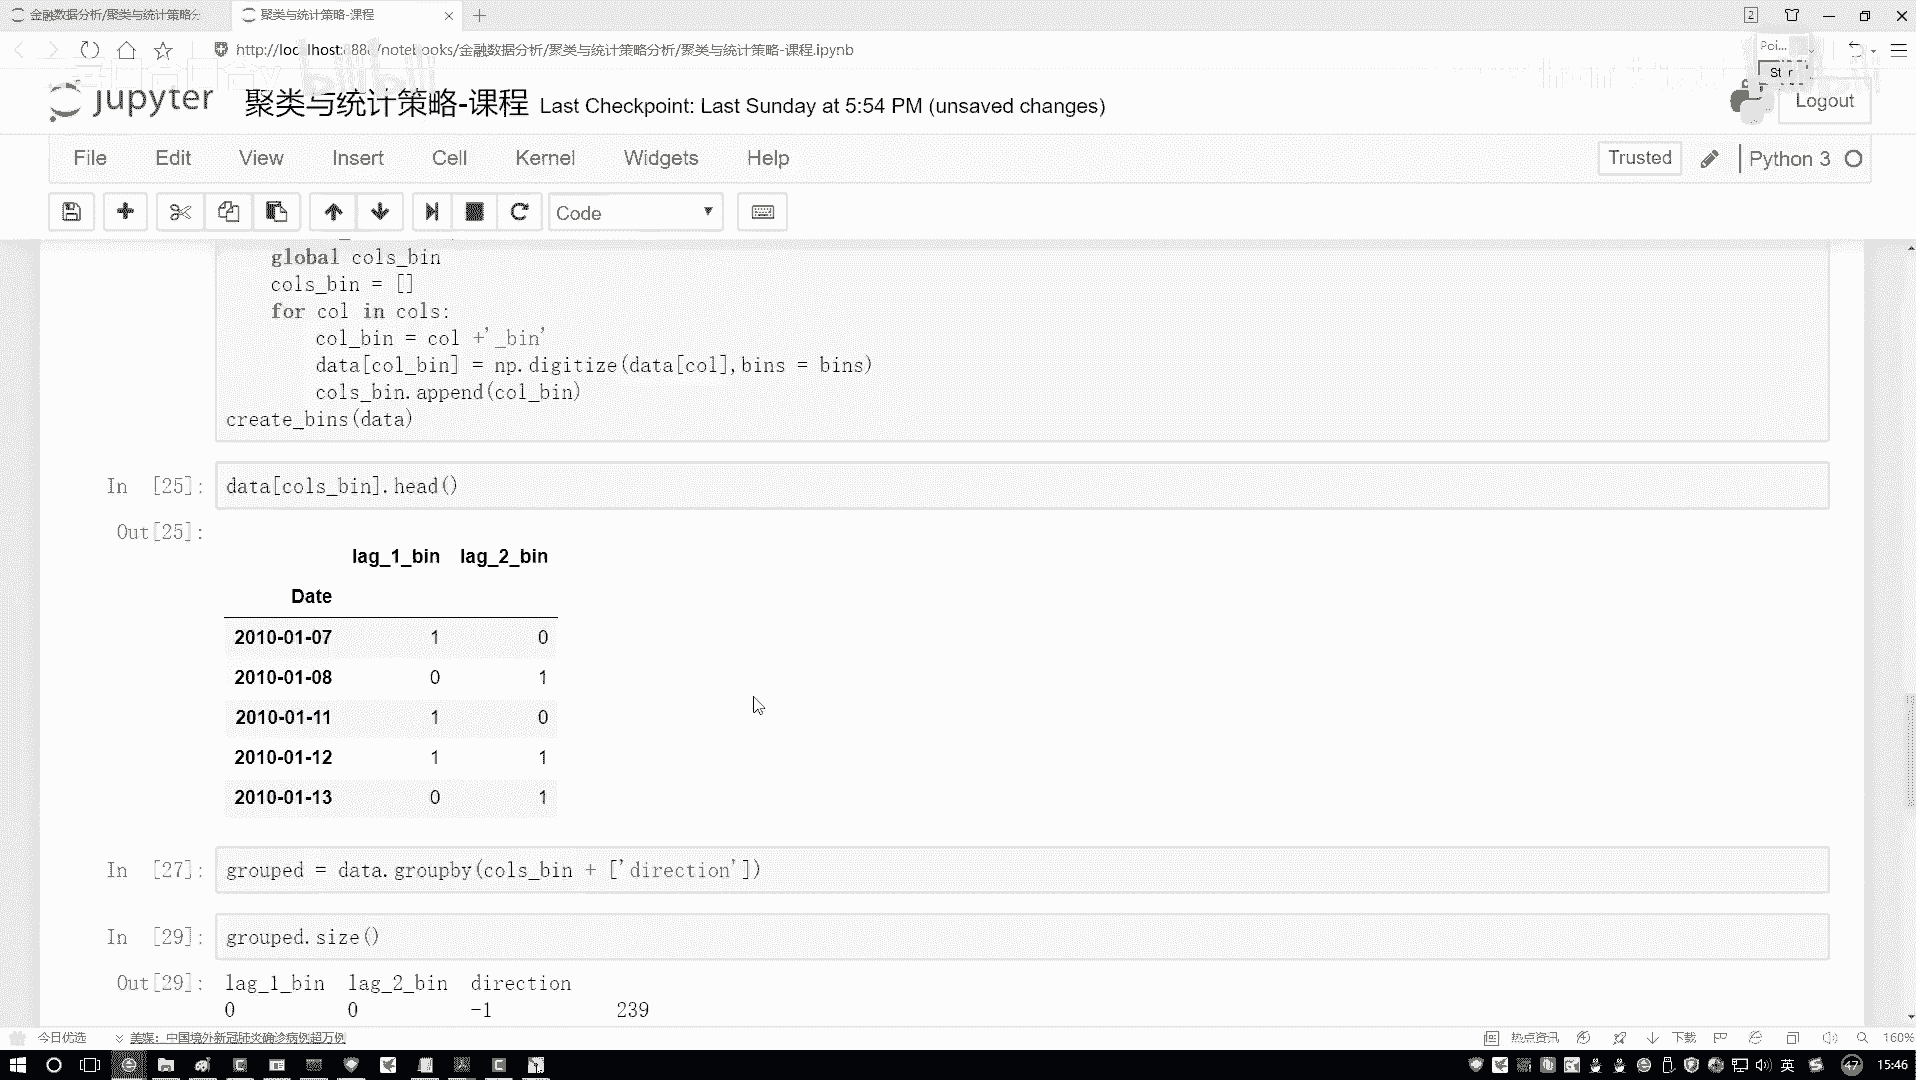 金融数据分析/聚类与统计策略分
聚类与统计策略-课程
2
/notebooks/金融数据分析/聚类与统计策略分析/聚类与统计策略-课程.ipynb
Poi...
jupyter
聚类与统计策略-课程 Last Checkpoint: Last Sunday at 5:54 PM (unsaved changes)
Logout
File Edit View Insert Cell Kernel Widgets Help
Trusted
Python 3
Code
global cols_bin
cols_bin = []
for col in cols:
col_bin = col +'_bin'
data[col_bin] = np.digitize(data[col],bins = bins)
cols_bin.append(col_bin)
create_bins(data)
In [25]: data[cols_bin].head()
Out[25]:
lag_1_bin lag_2_bin
Date
2010-01-07 1 0
2010-01-08 0 1
2010-01-11 1 0
2010-01-12 1 1
2010-01-13 0 1
In [27]: grouped = data.groupby(cols_bin + ['direction'])
In [29]: grouped.size()
Out[29]: lag_1_bin lag_2_bin direction
0 0 -1 239
今日优选 美媒：中国境外新冠肺炎确诊病例超万例 热点资讯 下载 160%
英 47 15:46